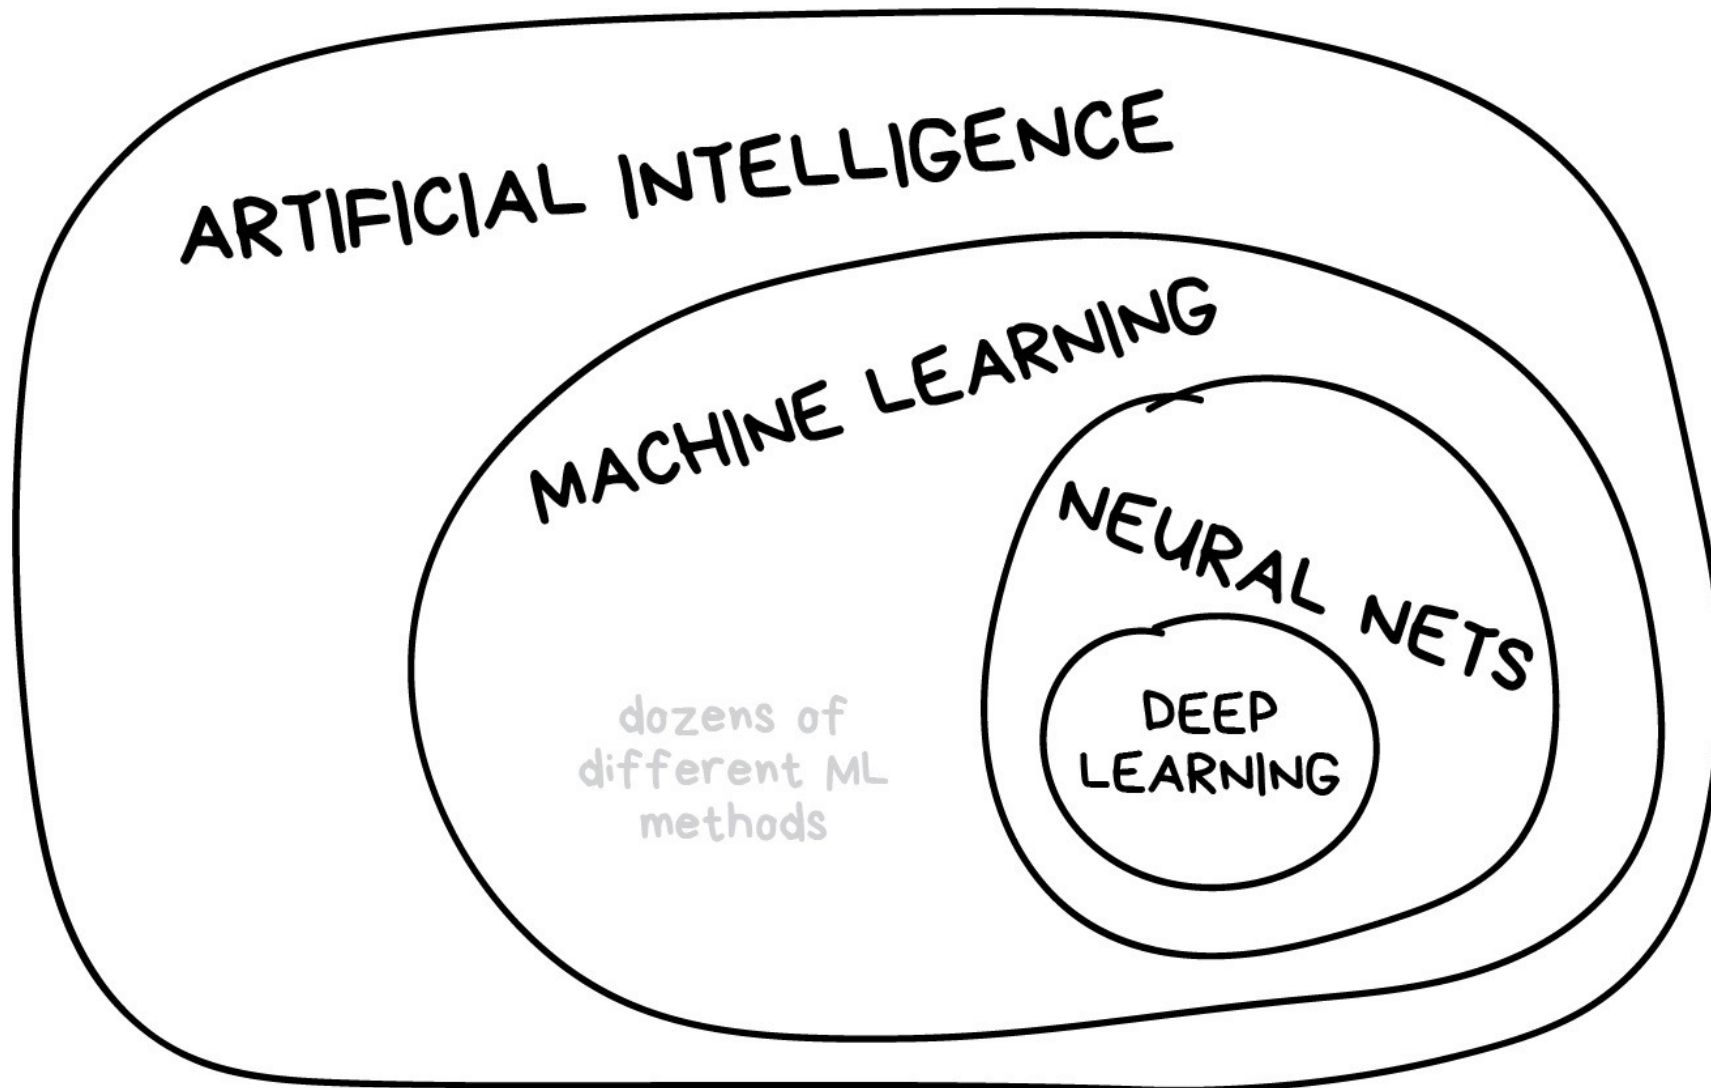 ARTIFICIAL INTELLIGENCE
MACHINE LEARNING
NEURAL NETS
dozens of
different ML
methods
DEEP
LEARNING